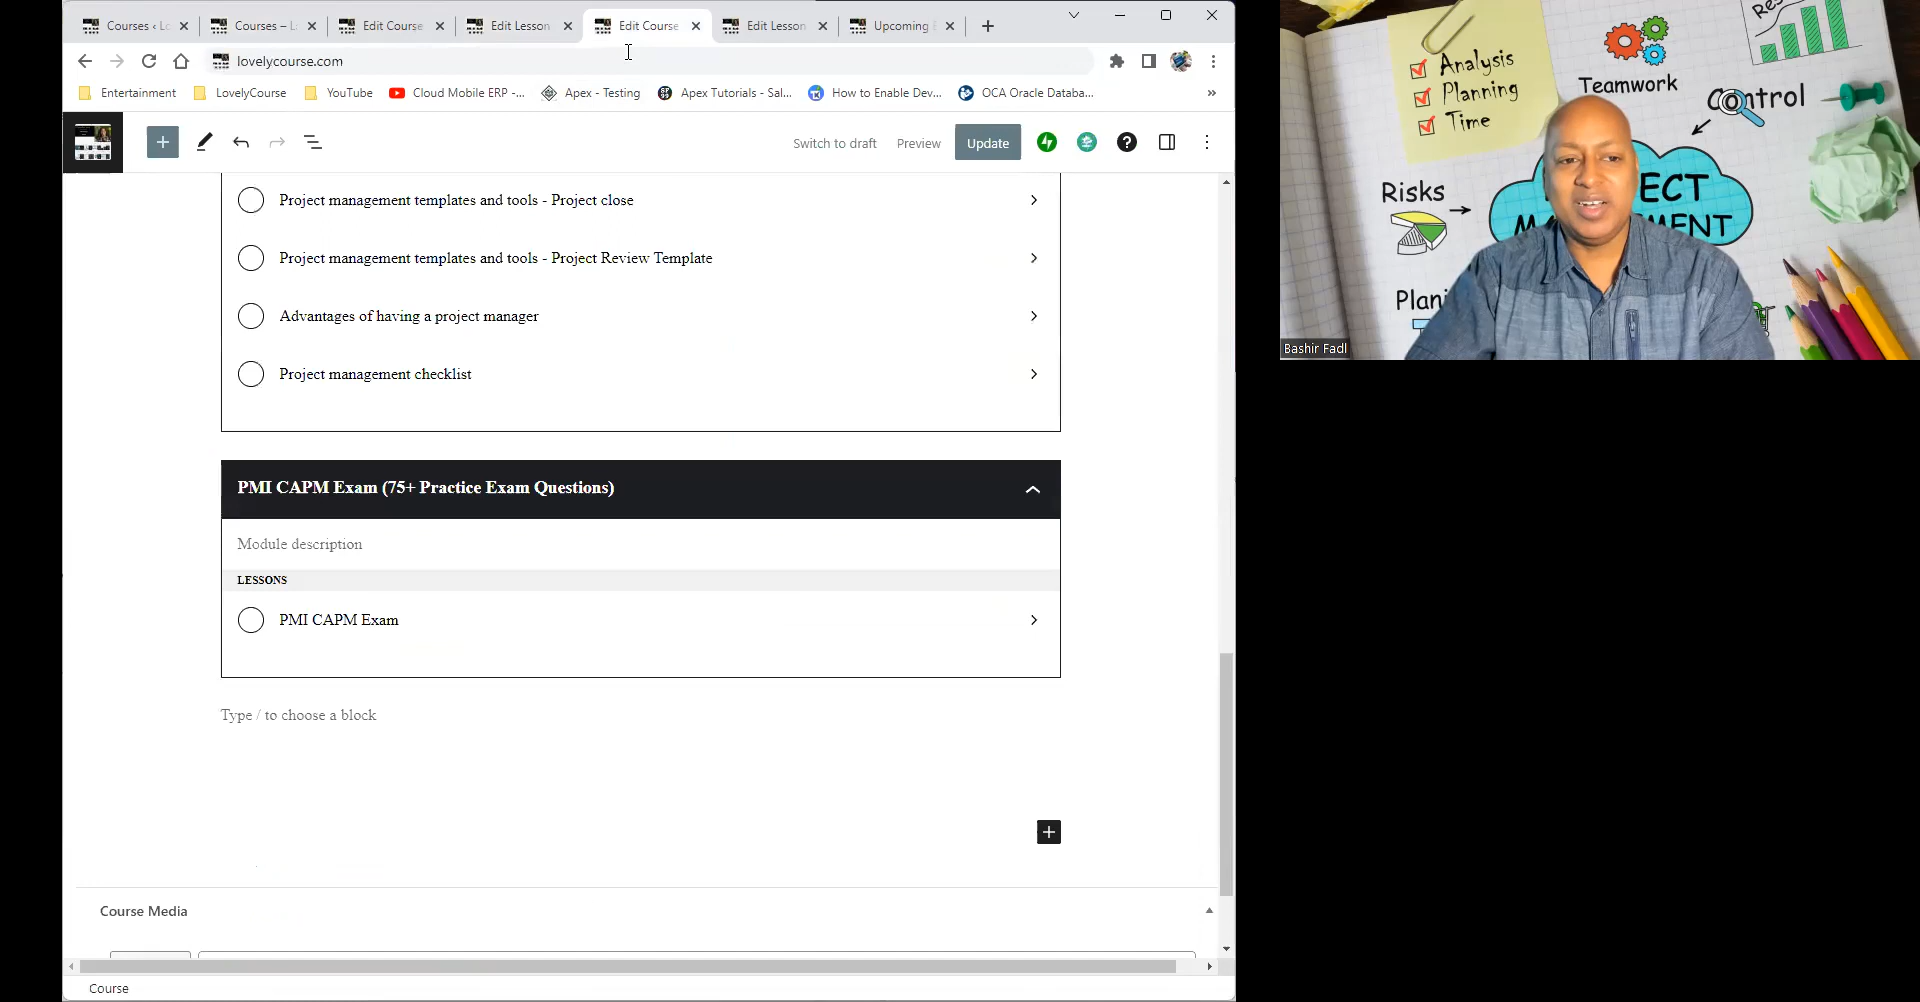 Courses ‹ Lo
Courses – L
Edit Course
Edit Lesson
Edit Course
Edit Lesson
Upcoming
lovelycourse.com
Entertainment
LovelyCourse
YouTube
Cloud Mobile ERP -...
Apex - Testing
Apex Tutorials - Sal...
How to Enable Dev...
OCA Oracle Databa...
»
Switch to draft
Preview
Update
Project management templates and tools - Project close
Project management templates and tools - Project Review Template
Advantages of having a project manager
Project management checklist
PMI CAPM Exam (75+ Practice Exam Questions)
Module description
LESSONS
PMI CAPM Exam
Type / to choose a block
Course Media
Course
Analysis
Planning
Time
Teamwork
Control
Risks
Bashir Fadl